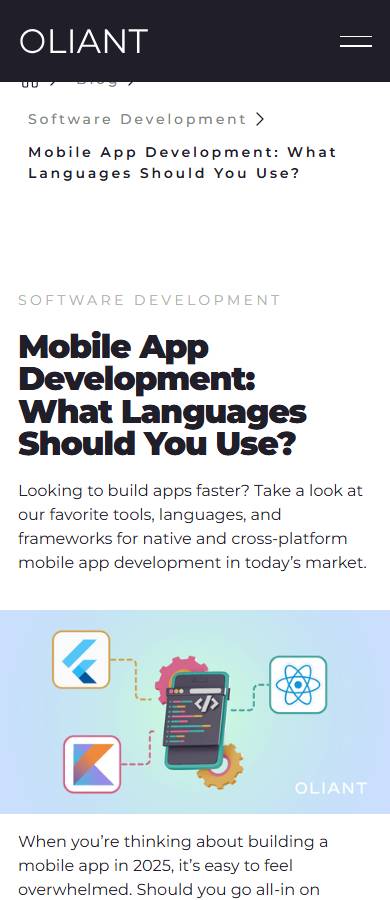 OLIANT
Blog
Software Development
Mobile App Development: What
Languages Should You Use?
SOFTWARE DEVELOPMENT
Mobile App
Development:
What Languages
Should You Use?
Looking to build apps faster? Take a look at
our favorite tools, languages, and
frameworks for native and cross-platform
mobile app development in today’s market.
OLIANT
When you’re thinking about building a
mobile app in 2025, it’s easy to feel
overwhelmed. Should you go all-in on